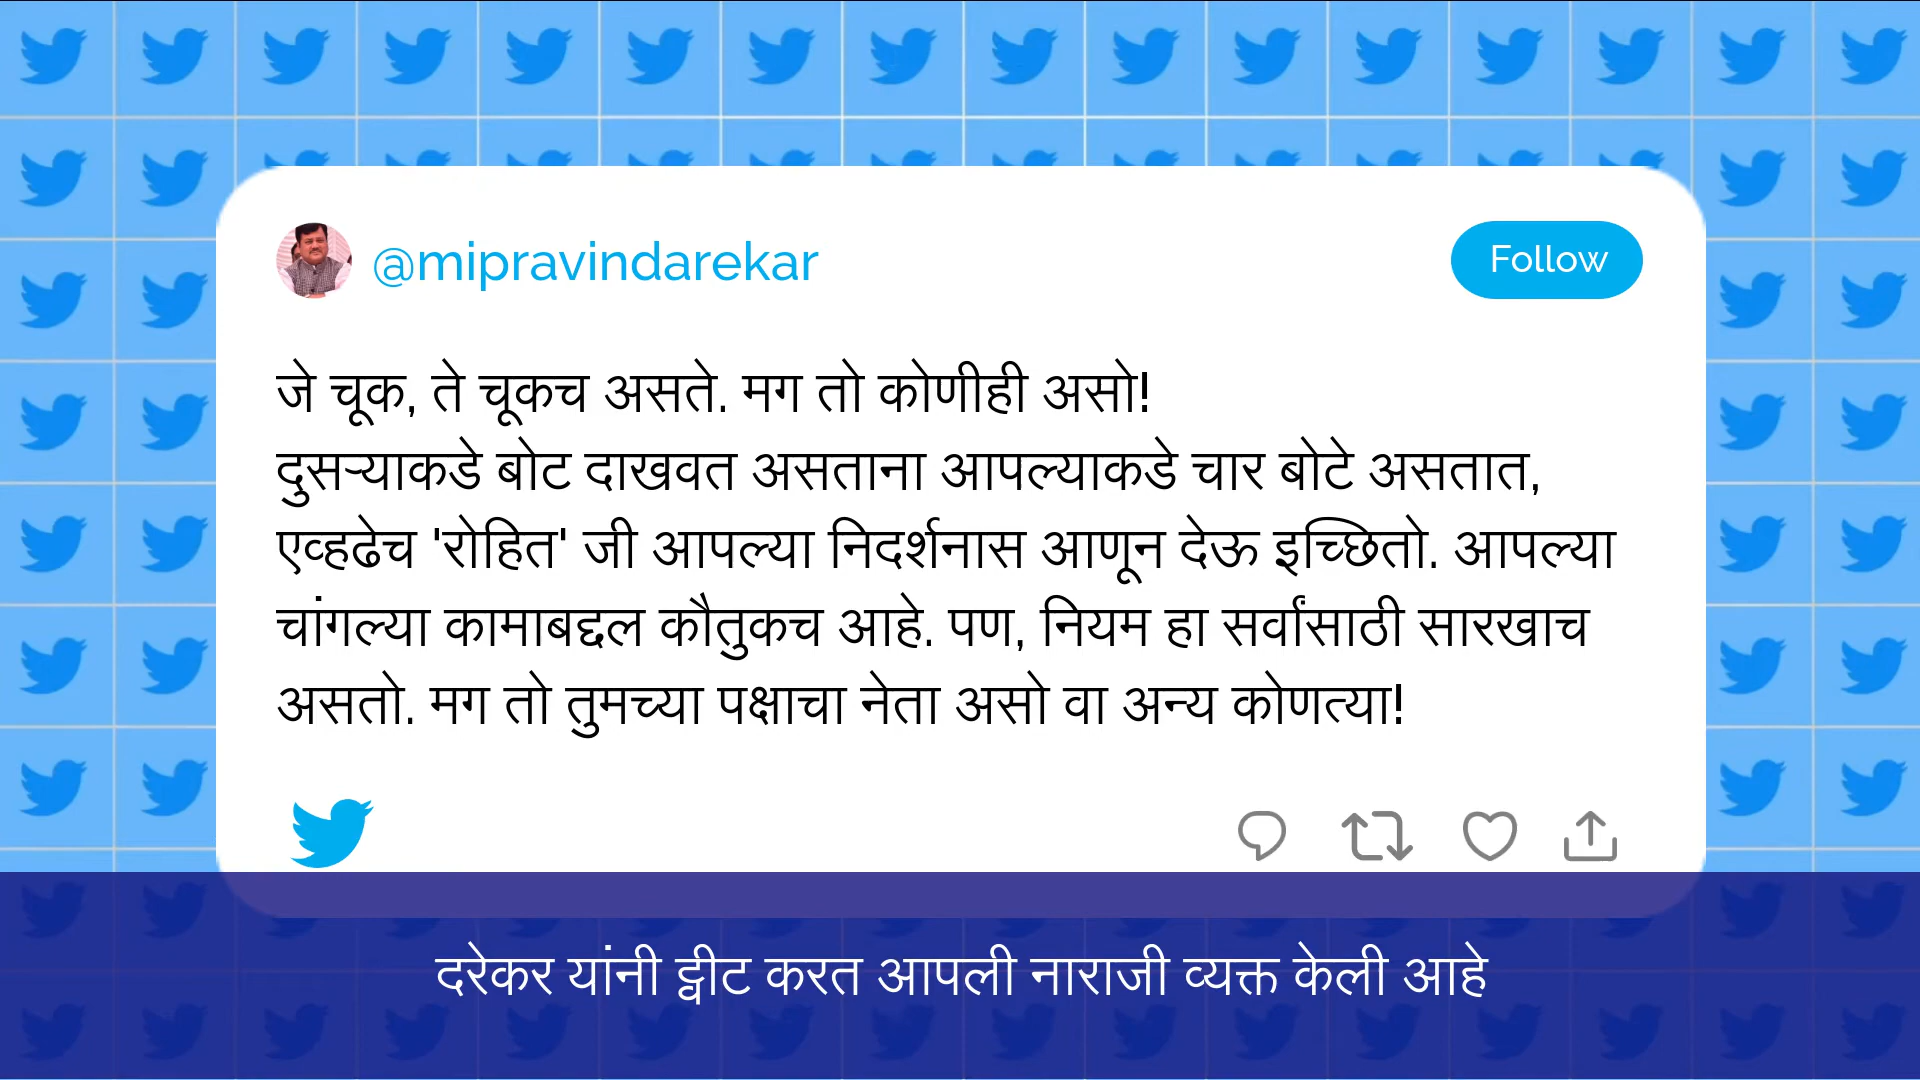 @mipravindarekar
Follow
जे चूक, ते चूकच असते. मग तो कोणीही असो!
दुसऱ्याकडे बोट दाखवत असताना आपल्याकडे चार बोटे असतात,
एव्हढेच 'रोहित' जी आपल्या निदर्शनास आणून देऊ इच्छितो. आपल्या
चांगल्या कामाबद्दल कौतुकच आहे. पण, नियम हा सर्वांसाठी सारखाच
असतो. मग तो तुमच्या पक्षाचा नेता असो वा अन्य कोणत्या!
दरेकर यांनी ट्वीट करत आपली नाराजी व्यक्त केली आहे